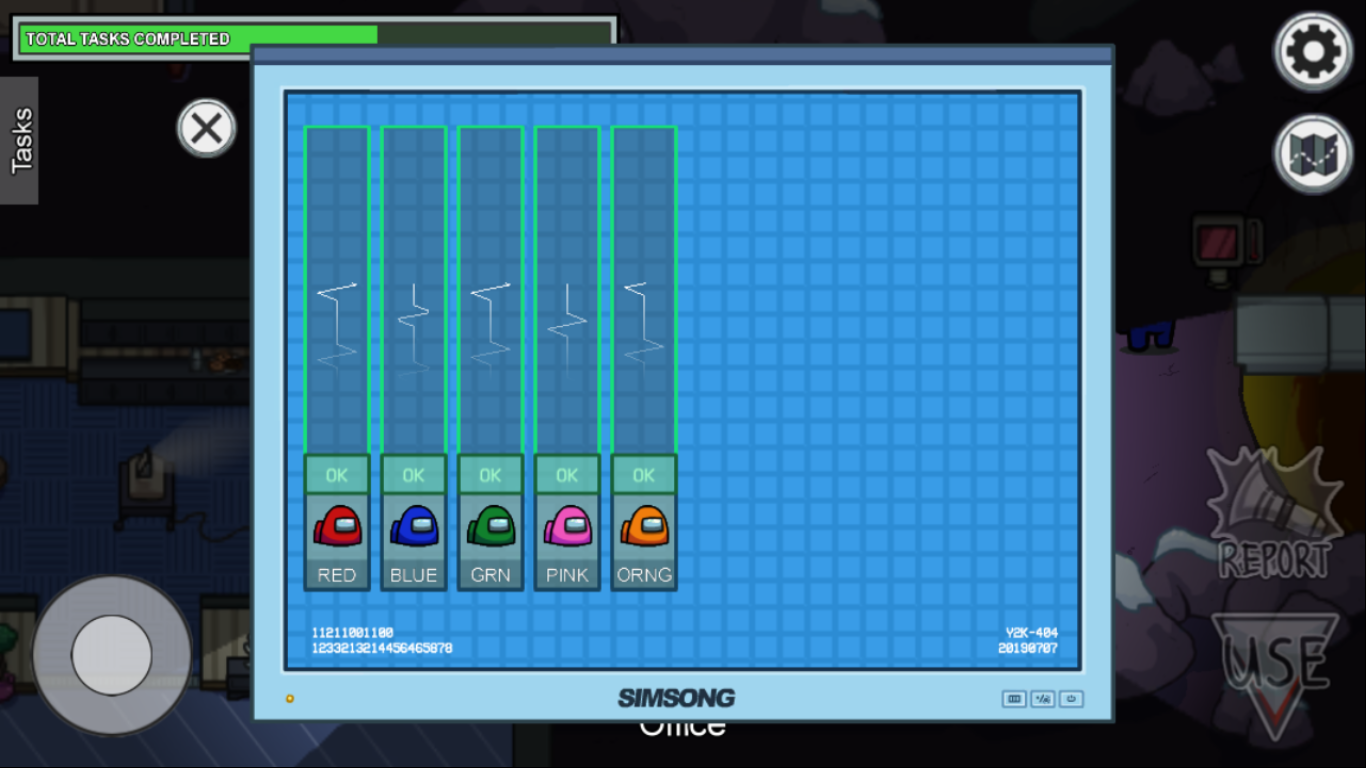 TOTAL TASKS COMPLETED
Tasks
OK OK OK OK OK
RED BLUE GRN PINK ORNG
11211001100
1233213214456465878
Y2K-404
20190707
SIMSONG
Office
REPORT
USE